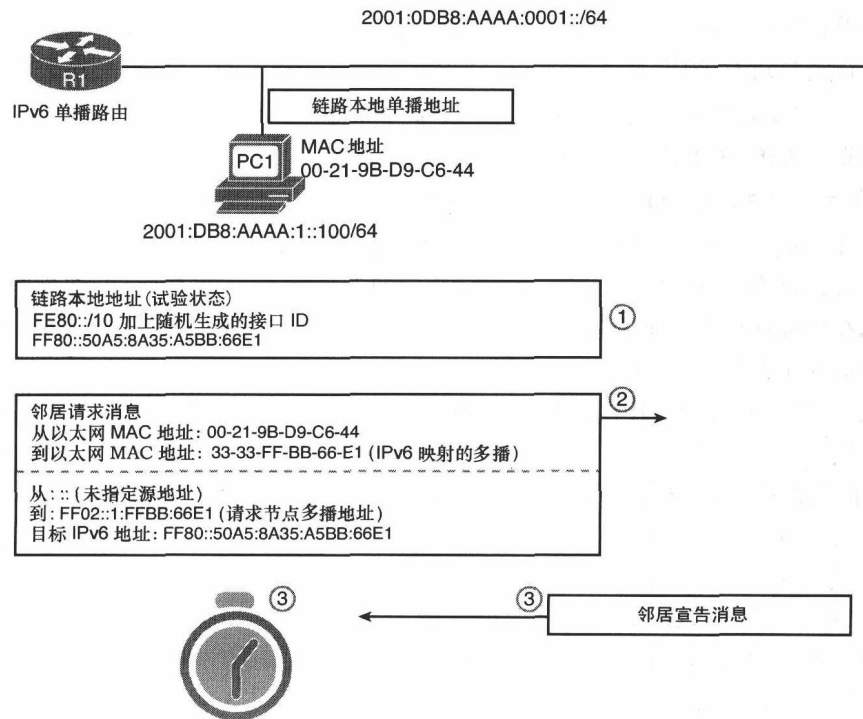 2001:0DB8:AAAA:0001::/64
R1
IPv6 单播路由
链路本地单播地址
PC1
MAC 地址
00-21-9B-D9-C6-44
2001:DB8:AAAA:1::100/64
链路本地地址(试验状态)
FE80::/10 加上随机生成的接口 ID
FF80::50A5:8A35:A5BB:66E1
①
邻居请求消息
从以太网 MAC 地址: 00-21-9B-D9-C6-44
到以太网 MAC 地址: 33-33-FF-BB-66-E1 (IPv6 映射的多播)
②
从: :: (未指定源地址)
到: FF02::1:FFBB:66E1 (请求节点多播地址)
目标 IPv6 地址: FF80::50A5:8A35:A5BB:66E1
③
③
邻居宣告消息